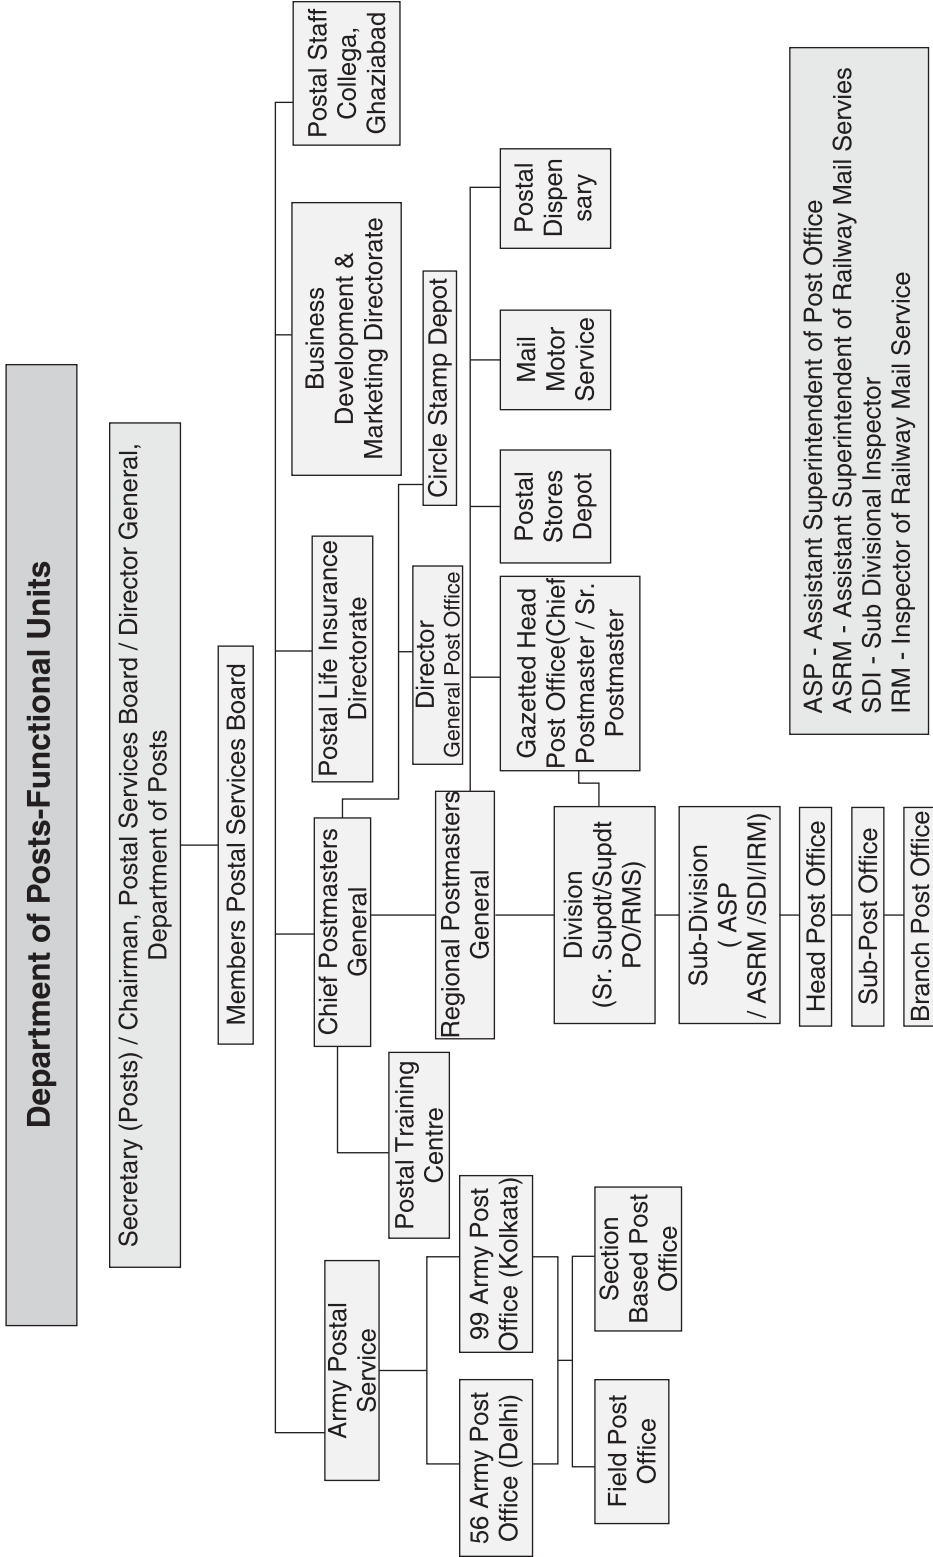 Department of Posts-Functional Units
Secretary (Posts) / Chairman, Postal Services Board / Director General,
Department of Posts
Members Postal Services Board
Army Postal
Service
Chief Postmasters
General
Postal Life Insurance
Directorate
Business
Development &
Marketing Directorate
Postal Staff
Collega,
Ghaziabad
Postal Training
Centre
Director
General Post Office
Circle Stamp Depot
56 Army Post
Office (Delhi)
99 Army Post
Office (Kolkata)
Regional Postmasters
General
Field Post
Office
Section
Based Post
Office
Division
(Sr. Supdt/Supdt
PO/RMS)
Gazetted Head
Post Office(Chief
Postmaster / Sr.
Postmaster
Postal
Stores
Depot
Mail
Motor
Service
Postal
Dispen
sary
Sub-Division
( ASP
/ ASRM /SDI/IRM)
Head Post Office
Sub-Post Office
Branch Post Office
ASP - Assistant Superintendent of Post Office
ASRM - Assistant Superintendent of Railway Mail Servies
SDI - Sub Divisional Inspector
IRM - Inspector of Railway Mail Service